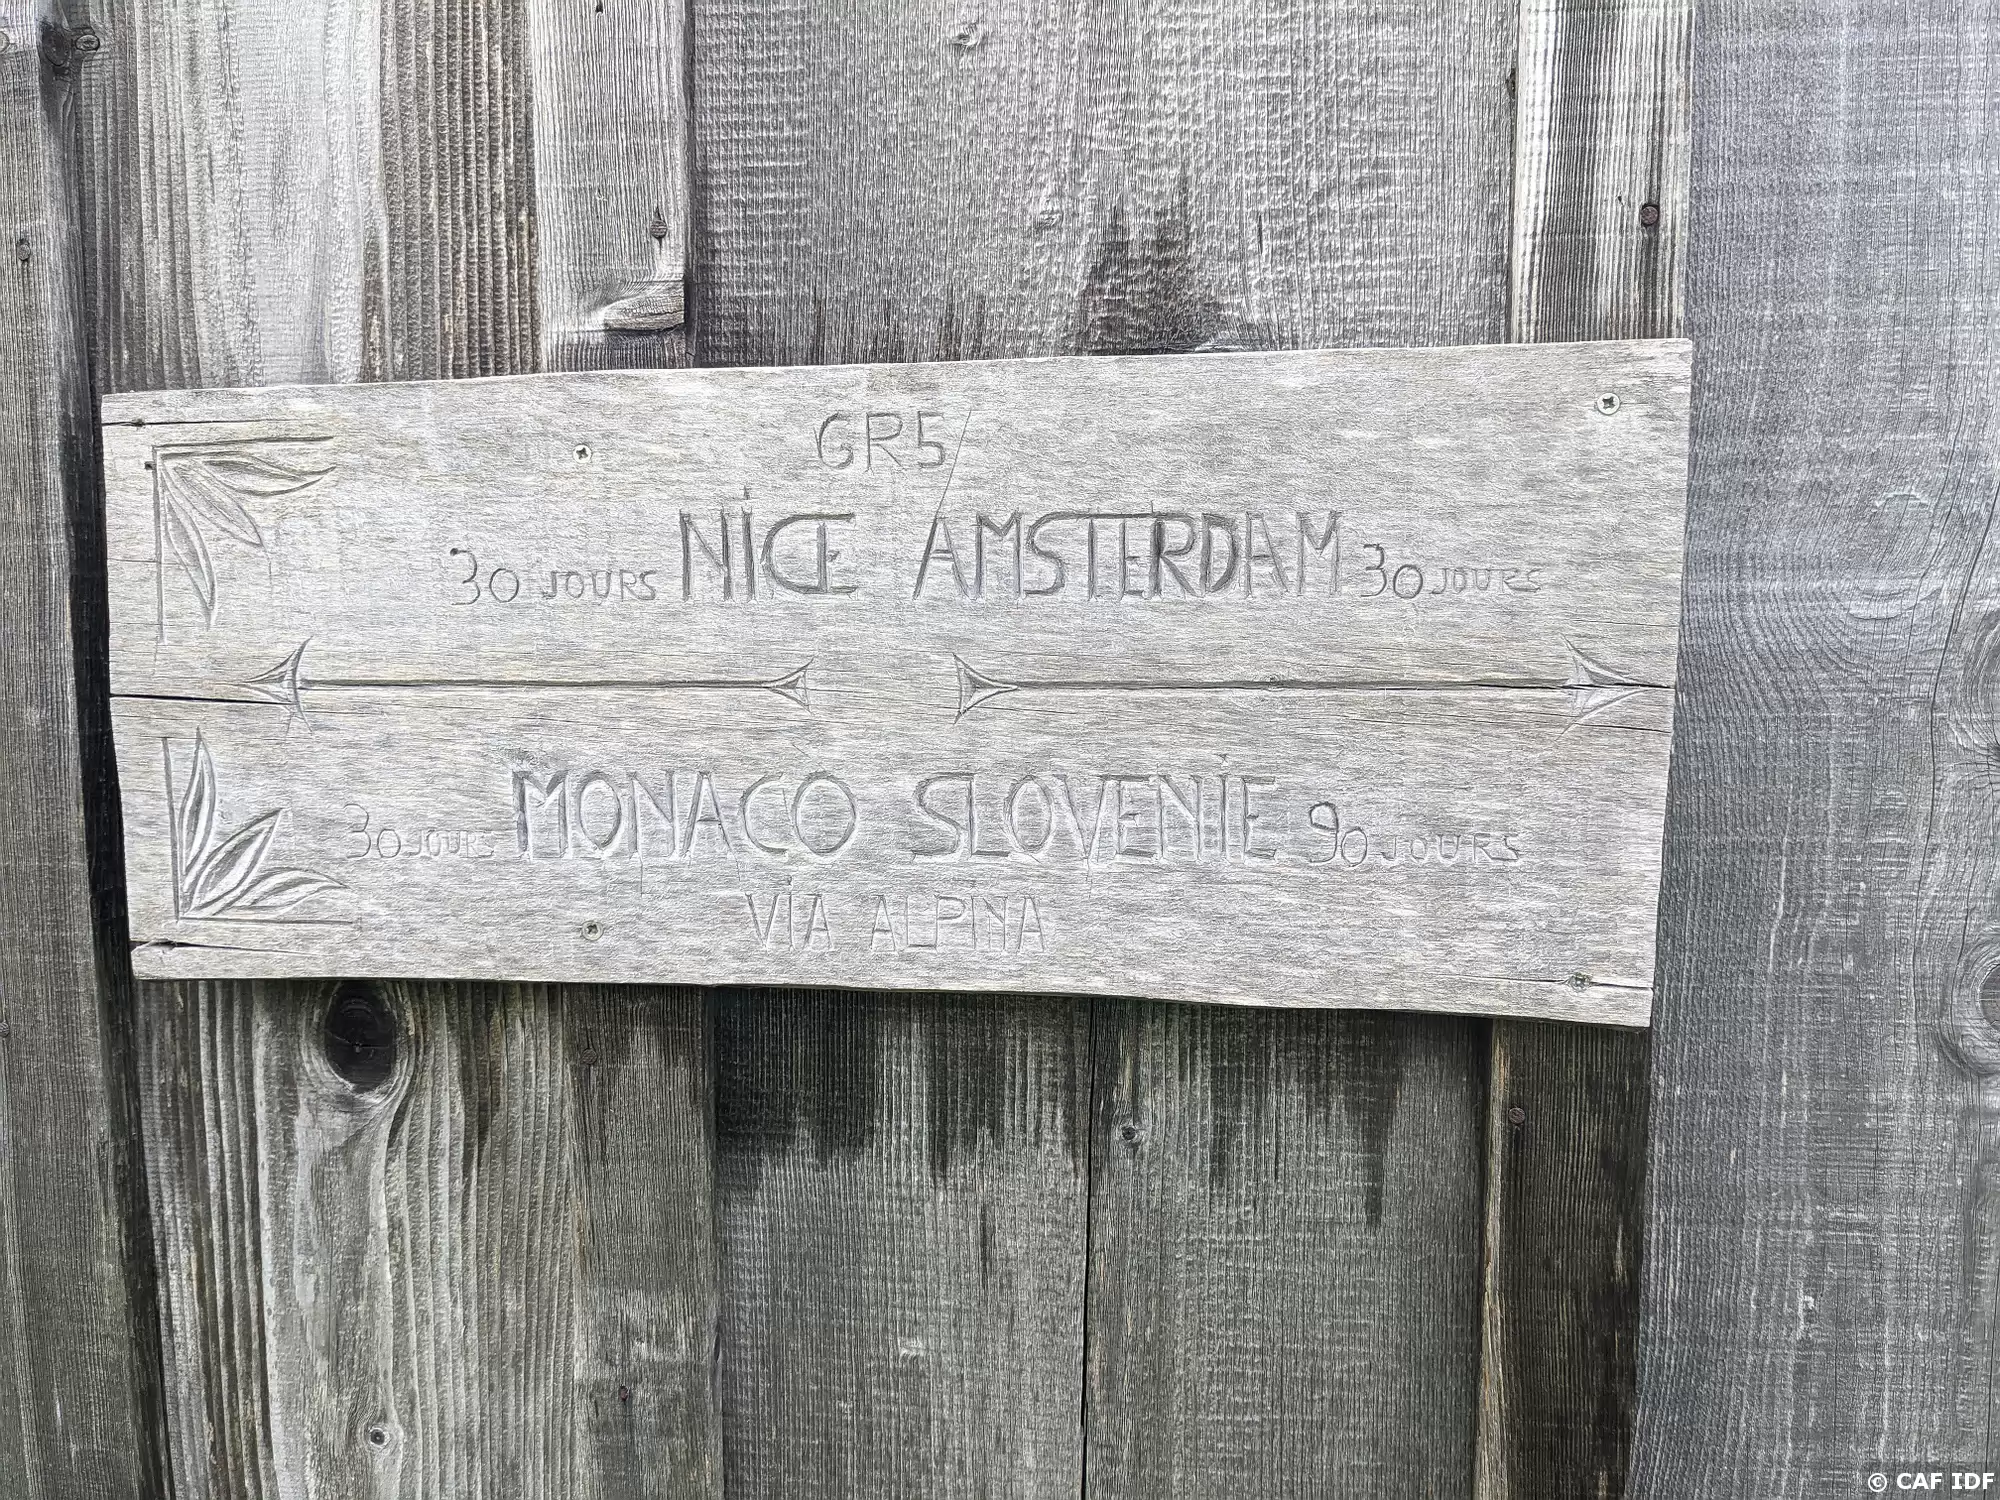 GR5
30 JOURS NICE AMSTERDAM 30 JOURS
30 JOURS MONACO SLOVENIE 90 JOURS
VIA ALPINA
© CAF IDF